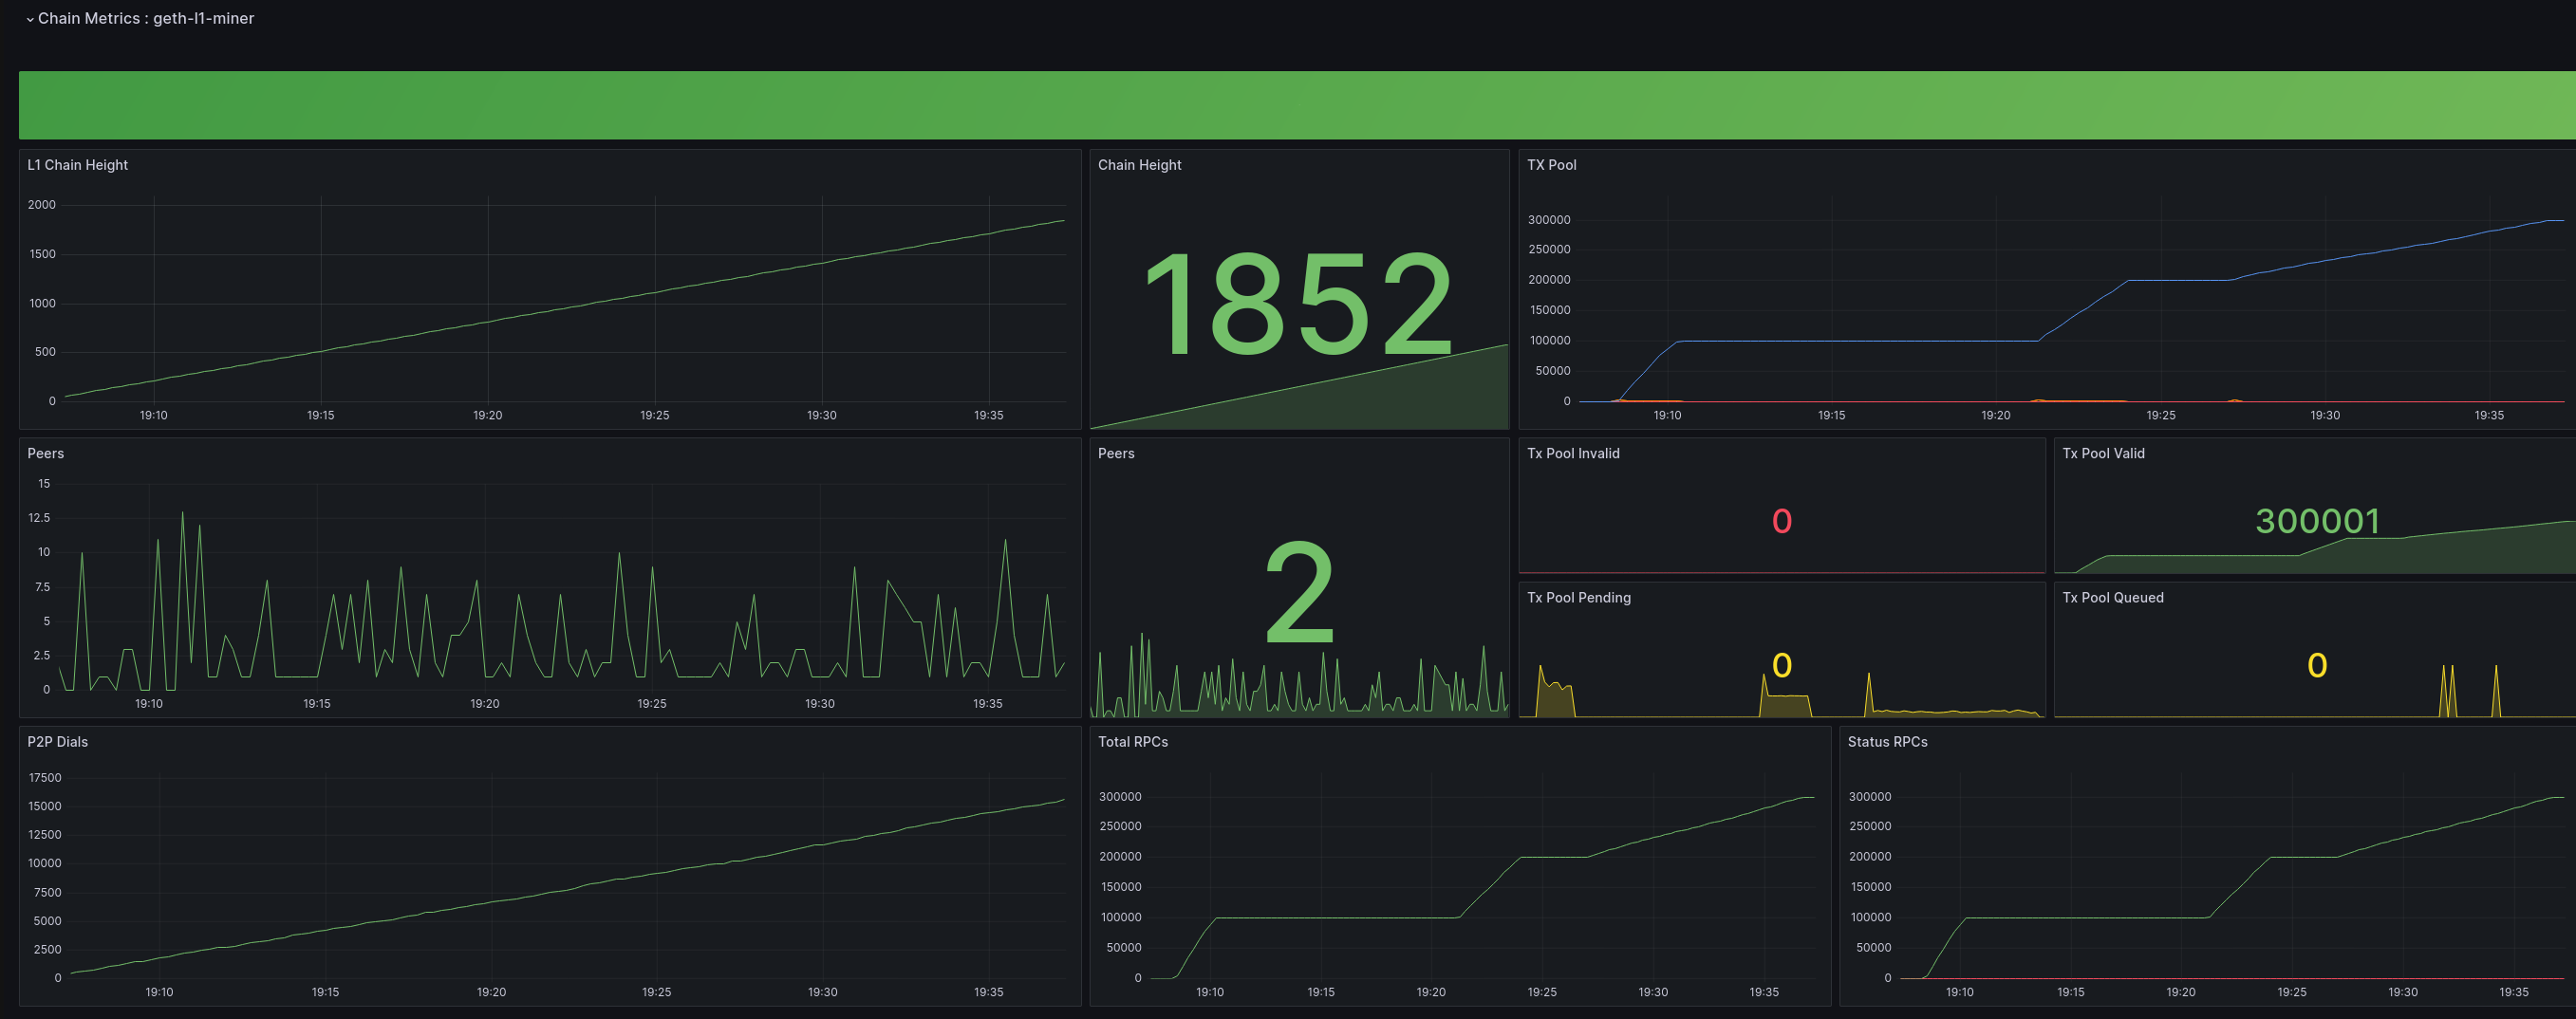 Chain Metrics : geth-l1-miner
L1 Chain Height
2000
1500
1000
500
0
19:10 19:15 19:20 19:25 19:30 19:35
Chain Height
1852
TX Pool
300000
250000
200000
150000
100000
50000
0
19:10 19:15 19:20 19:25 19:30 19:35
Peers
15
12.5
10
7.5
5
2.5
0
19:10 19:15 19:20 19:25 19:30 19:35
Peers
2
Tx Pool Invalid
0
Tx Pool Valid
300001
Tx Pool Pending
0
Tx Pool Queued
0
P2P Dials
17500
15000
12500
10000
7500
5000
2500
0
19:10 19:15 19:20 19:25 19:30 19:35
Total RPCs
300000
250000
200000
150000
100000
50000
0
19:10 19:15 19:20 19:25 19:30 19:35
Status RPCs
300000
250000
200000
150000
100000
50000
0
19:10 19:15 19:20 19:25 19:30 19:35